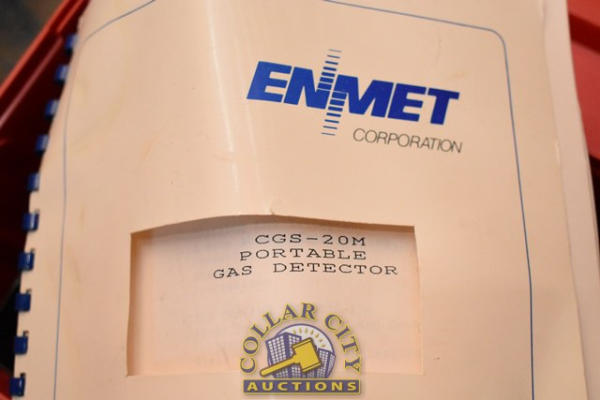 ENMET
CORPORATION
CGS-20M
PORTABLE
GAS DETECTOR
COLLAR CITY
AUCTIONS